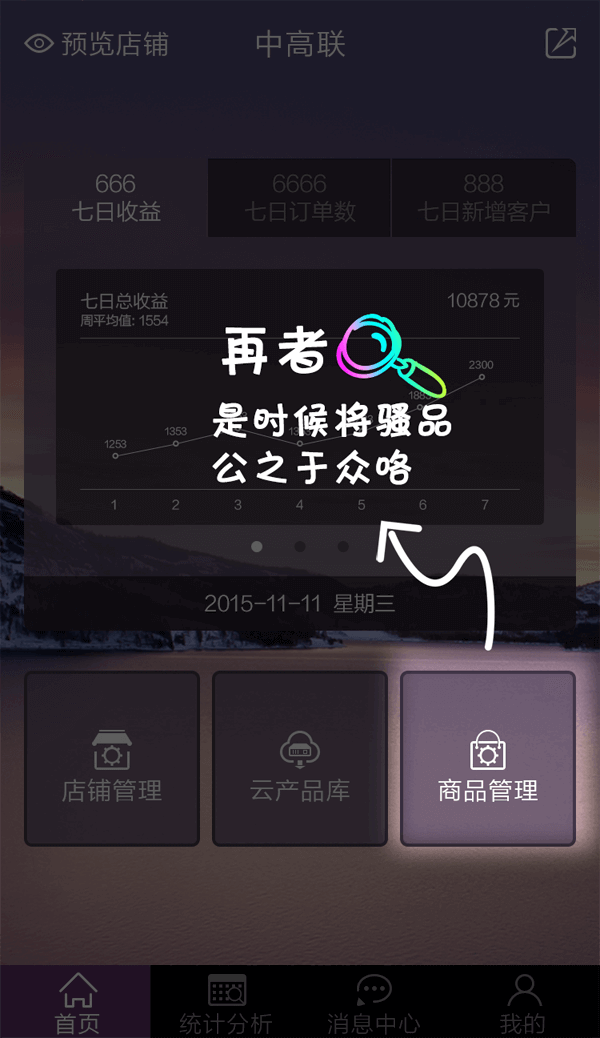 预览店铺
中高联
666
七日收益
6666
七日订单数
888
七日新增客户
七日总收益
10878 元
周平均值: 1554
再者
2300
是时候将骚品
公之于众咯
1253
1353
1 2 3 4 5 6 7
2015-11-11 星期三
店铺管理
云产品库
商品管理
首页
统计分析
消息中心
我的